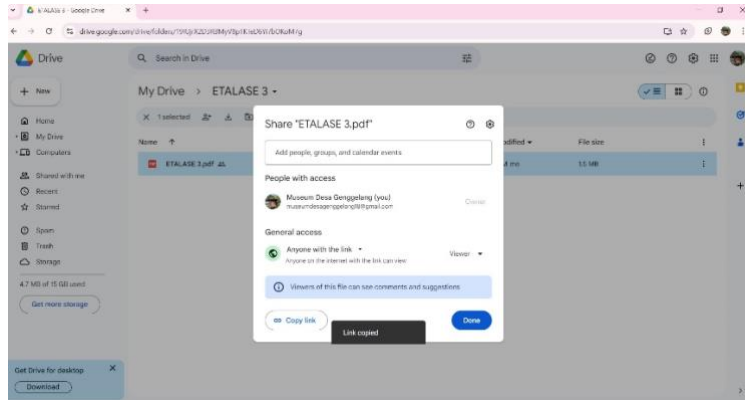 ETALASE 3 - Google Drive
Drive
Search in Drive
New
My Drive > ETALASE 3
1 selected
Name
File size
ETALASE 3.pdf
3.5 MB
Home
My Drive
Computers
Shared with me
Recent
Starred
Spam
Trash
Storage
4.7 MB of 15 GB used
Get more storage
Get Drive for desktop
Download
Share "ETALASE 3.pdf"
Add people, groups, and calendar events
People with access
Museum Desa Genggelang (you)
Owner
General access
Anyone with the link
Anyone on the internet with the link can view
Viewer
Viewers of this file can see comments and suggestions
Copy link
Done
Link copied